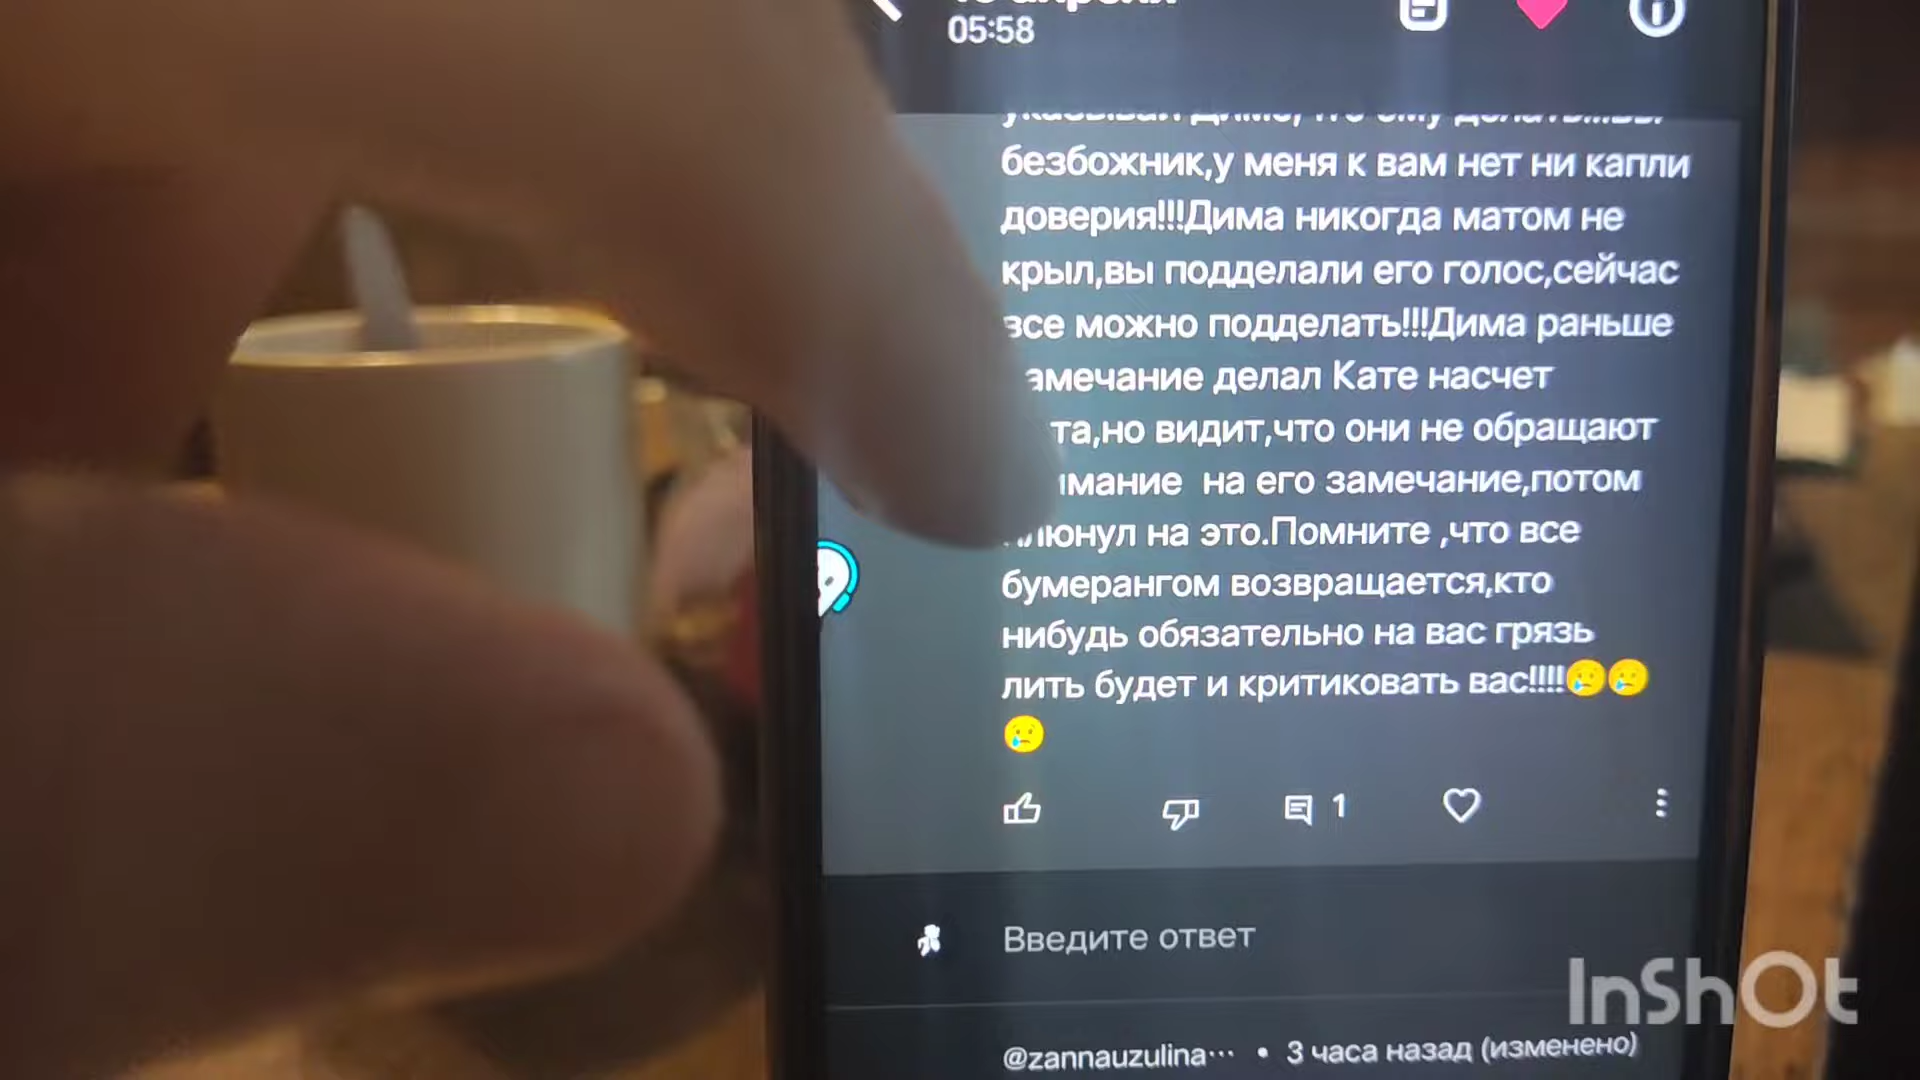 05:58
безбожник,у меня к вам нет ни капли
доверия!!!Дима никогда матом не
крыл,вы подделали его голос,сейчас
все можно подделать!!!Дима раньше
замечание делал Кате насчет
та,но видит,что они не обращают
на его замечание,потом
на это.Помните ,что все
бумерангом возвращается,кто
нибудь обязательно на вас грязь
лить будет и критиковать вас!!!!😢😢
😢
1
Введите ответ
@zannauzulina… • 3 часа назад (изменено)
InShOt